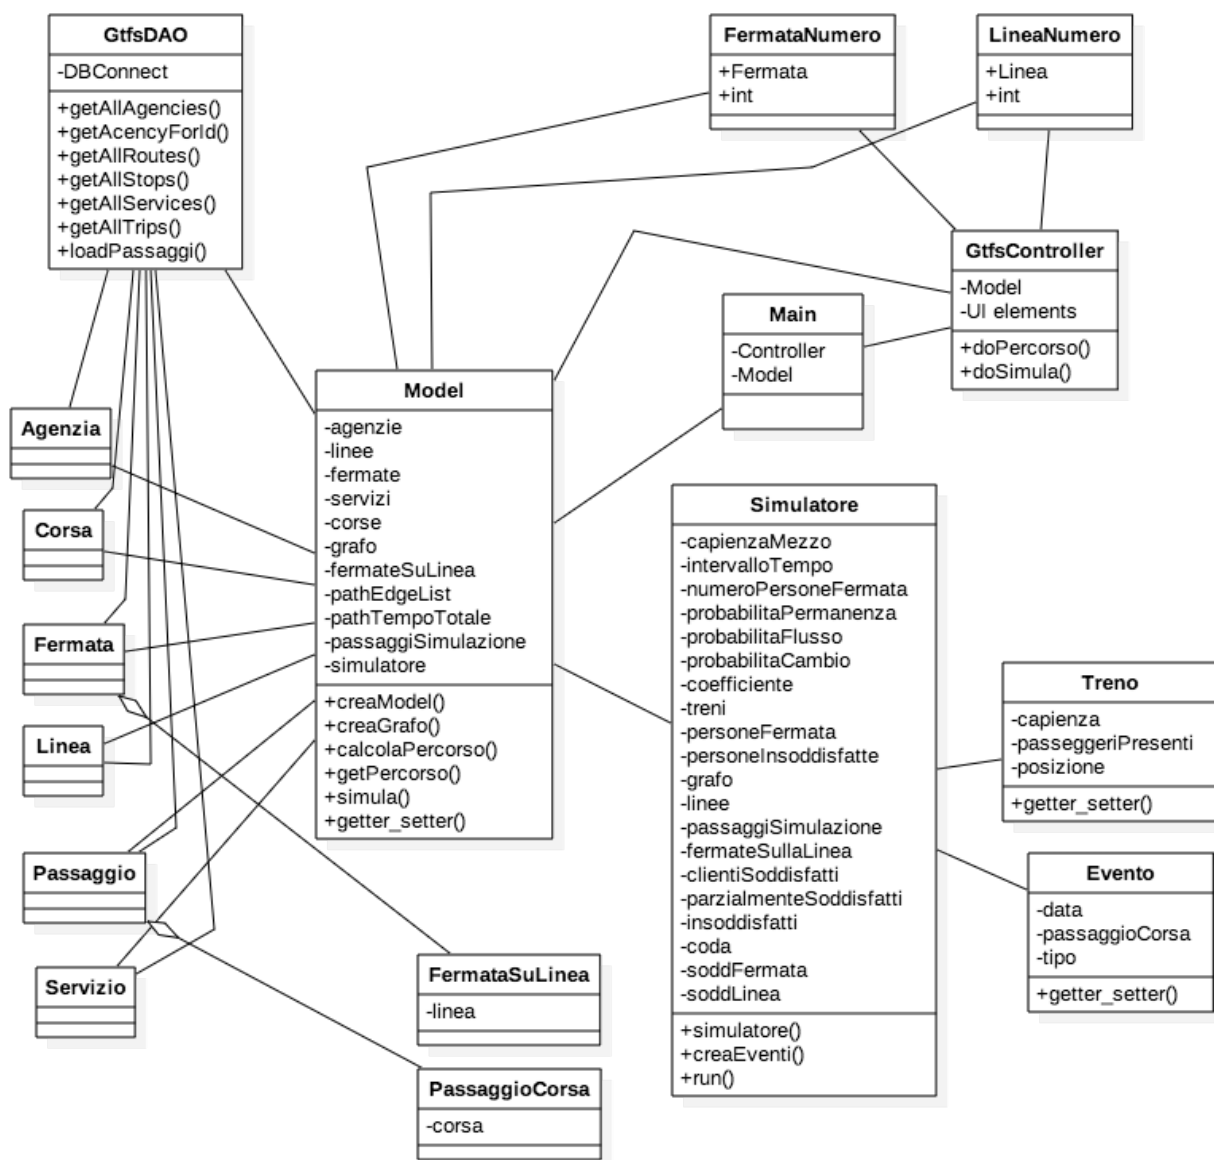 GtfsDAO
-DBConnect
+getAllAgencies()
+getAcencyForId()
+getAllRoutes()
+getAllStops()
+getAllServices()
+getAllTrips()
+loadPassaggi()
FermataNumero
+Fermata
+int
LineaNumero
+Linea
+int
GtfsController
-Model
-UI elements
+doPercorso()
+doSimula()
Main
-Controller
-Model
Model
-agenzie
-linee
-fermate
-servizi
-corse
-grafo
-fermateSuLinea
-pathEdgeList
-pathTempoTotale
-passaggiSimulazione
-simulatore
+creaModel()
+creaGrafo()
+calcolaPercorso()
+getPercorso()
+simula()
+getter_setter()
Agenzia
Corsa
Fermata
Linea
Passaggio
Servizio
Simulatore
-capienzaMezzo
-intervalloTempo
-numeroPersoneFermata
-probabilitaPermanenza
-probabilitaFlusso
-probabilitaCambio
-coefficiente
-treni
-personeFermata
-personeInsoddisfatte
-grafo
-linee
-passaggiSimulazione
-fermateSullaLinea
-clientiSoddisfatti
-parzialmenteSoddisfatti
-insoddisfatti
-coda
-soddFermata
-soddLinea
+simulatore()
+creaEventi()
+run()
Treno
-capienza
-passeggeriPresenti
-posizione
+getter_setter()
Evento
-data
-passaggioCorsa
-tipo
+getter_setter()
FermataSuLinea
-linea
PassaggioCorsa
-corsa